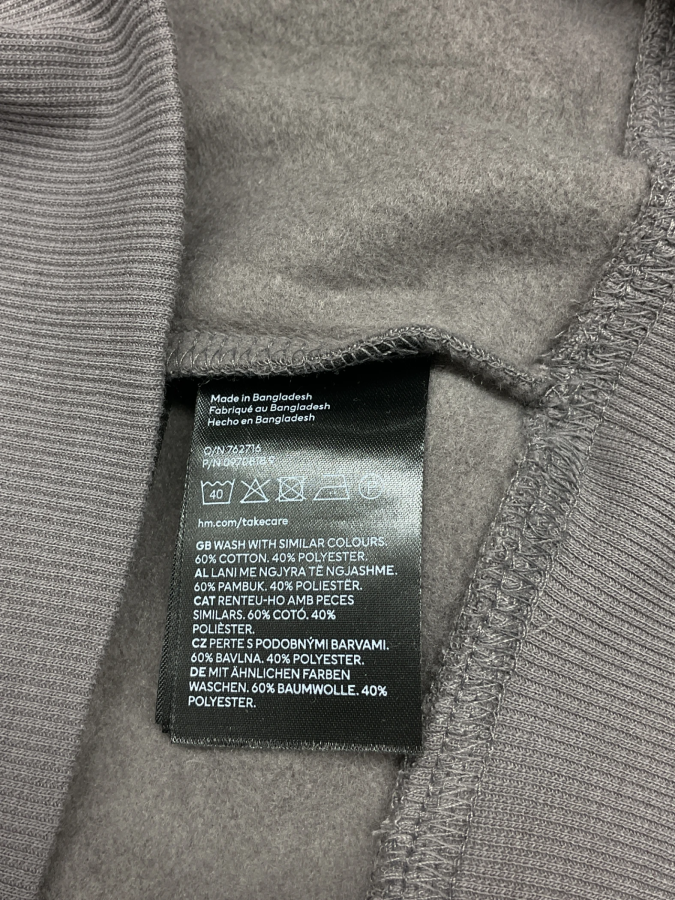 Made in Bangladesh
Fabriqué au Bangladesh
Hecho en Bangladesh
O/N 762716
P/N
40
hm.com/takecare
GB WASH WITH SIMILAR COLOURS.
60% COTTON. 40% POLYESTER.
AL LANI ME NGJYRA TË NGJASHME.
60% PAMBUK. 40% POLIESTËR.
CAT RENTEU-HO AMB PECES
SIMILARS. 60% COTÓ. 40%
POLIÈSTER.
CZ PERTE S PODOBNÝMI BARVAMI.
60% BAVLNA. 40% POLYESTER.
DE MIT ÄHNLICHEN FARBEN
WASCHEN. 60% BAUMWOLLE. 40%
POLYESTER.